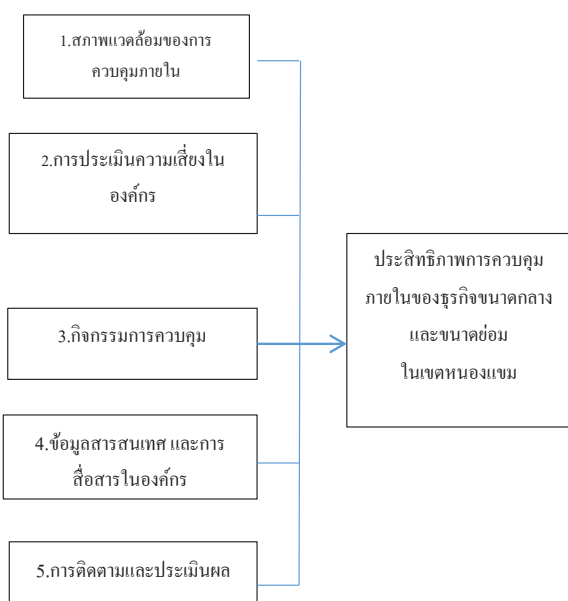 1.สภาพแวดล้อมของการ
ควบคุมภายใน
2.การประเมินความเสี่ยงใน
องค์กร
3.กิจกรรมการควบคุม
4.ข้อมูลสารสนเทศ และการ
สื่อสารในองค์กร
5.การติดตามและประเมินผล
ประสิทธิภาพการควบคุม
ภายในของธุรกิจขนาดกลาง
และขนาดย่อม
ในเขตหนองแขม